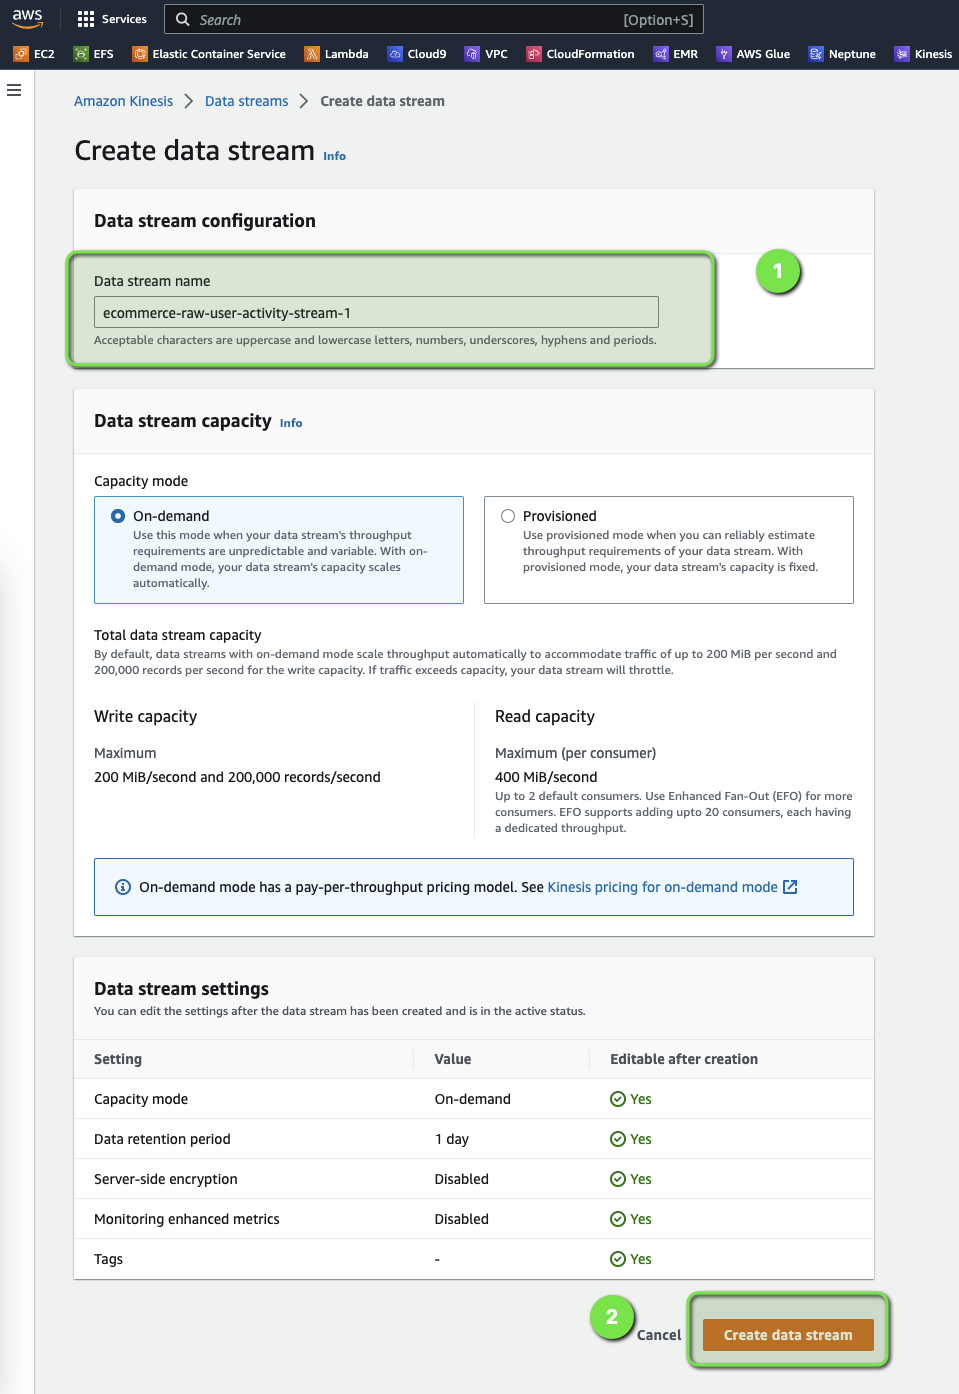 aws
Services
Search
[Option+S]
EC2
EFS
Elastic Container Service
Lambda
Cloud9
VPC
CloudFormation
EMR
AWS Glue
Neptune
Kinesis
Amazon Kinesis
Data streams
Create data stream
Create data stream Info
Data stream configuration
1
Data stream name
ecommerce-raw-user-activity-stream-1
Acceptable characters are uppercase and lowercase letters, numbers, underscores, hyphens and periods.
Data stream capacity Info
Capacity mode
On-demand
Use this mode when your data stream's throughput
requirements are unpredictable and variable. With on-
demand mode, your data stream's capacity scales
automatically.
Provisioned
Use provisioned mode when you can reliably estimate
throughput requirements of your data stream. With
provisioned mode, your data stream's capacity is fixed.
Total data stream capacity
By default, data streams with on-demand mode scale throughput automatically to accommodate traffic of up to 200 MiB per second and
200,000 records per second for the write capacity. If traffic exceeds capacity, your data stream will throttle.
Write capacity
Maximum
200 MiB/second and 200,000 records/second
Read capacity
Maximum (per consumer)
400 MiB/second
Up to 2 default consumers. Use Enhanced Fan-Out (EFO) for more
consumers. EFO supports adding upto 20 consumers, each having
a dedicated throughput.
On-demand mode has a pay-per-throughput pricing model. See Kinesis pricing for on-demand mode
Data stream settings
You can edit the settings after the data stream has been created and is in the active status.
Setting Value Editable after creation
Capacity mode On-demand Yes
Data retention period 1 day Yes
Server-side encryption Disabled Yes
Monitoring enhanced metrics Disabled Yes
Tags - Yes
2
Cancel
Create data stream